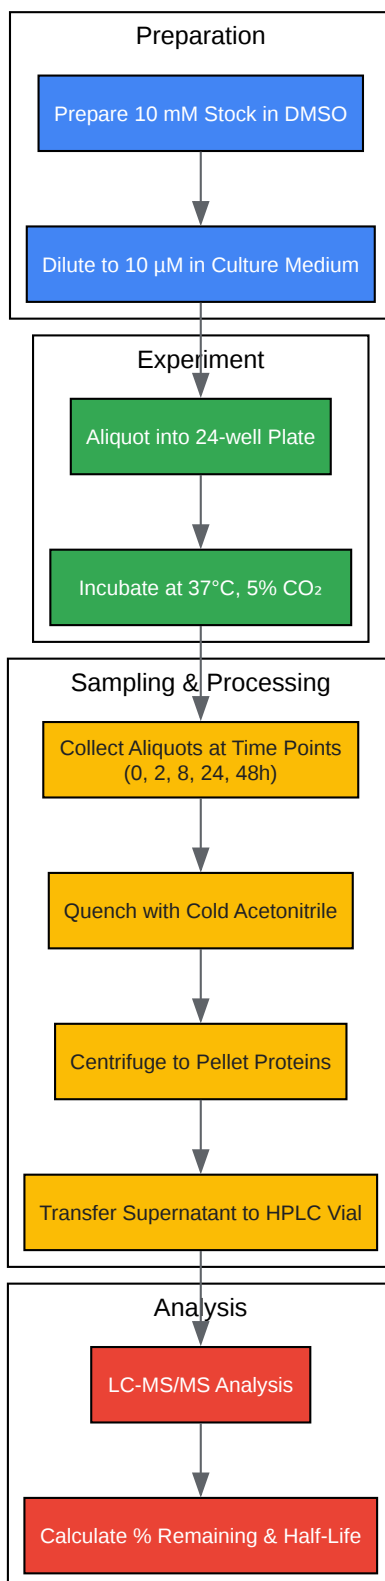 Preparation
Prepare 10 mM Stock in DMSO
Dilute to 10 µM in Culture Medium
Experiment
Aliquot into 24-well Plate
Incubate at 37°C, 5% CO₂
Sampling & Processing
Collect Aliquots at Time Points
(0, 2, 8, 24, 48h)
Quench with Cold Acetonitrile
Centrifuge to Pellet Proteins
Transfer Supernatant to HPLC Vial
Analysis
LC-MS/MS Analysis
Calculate % Remaining & Half-Life